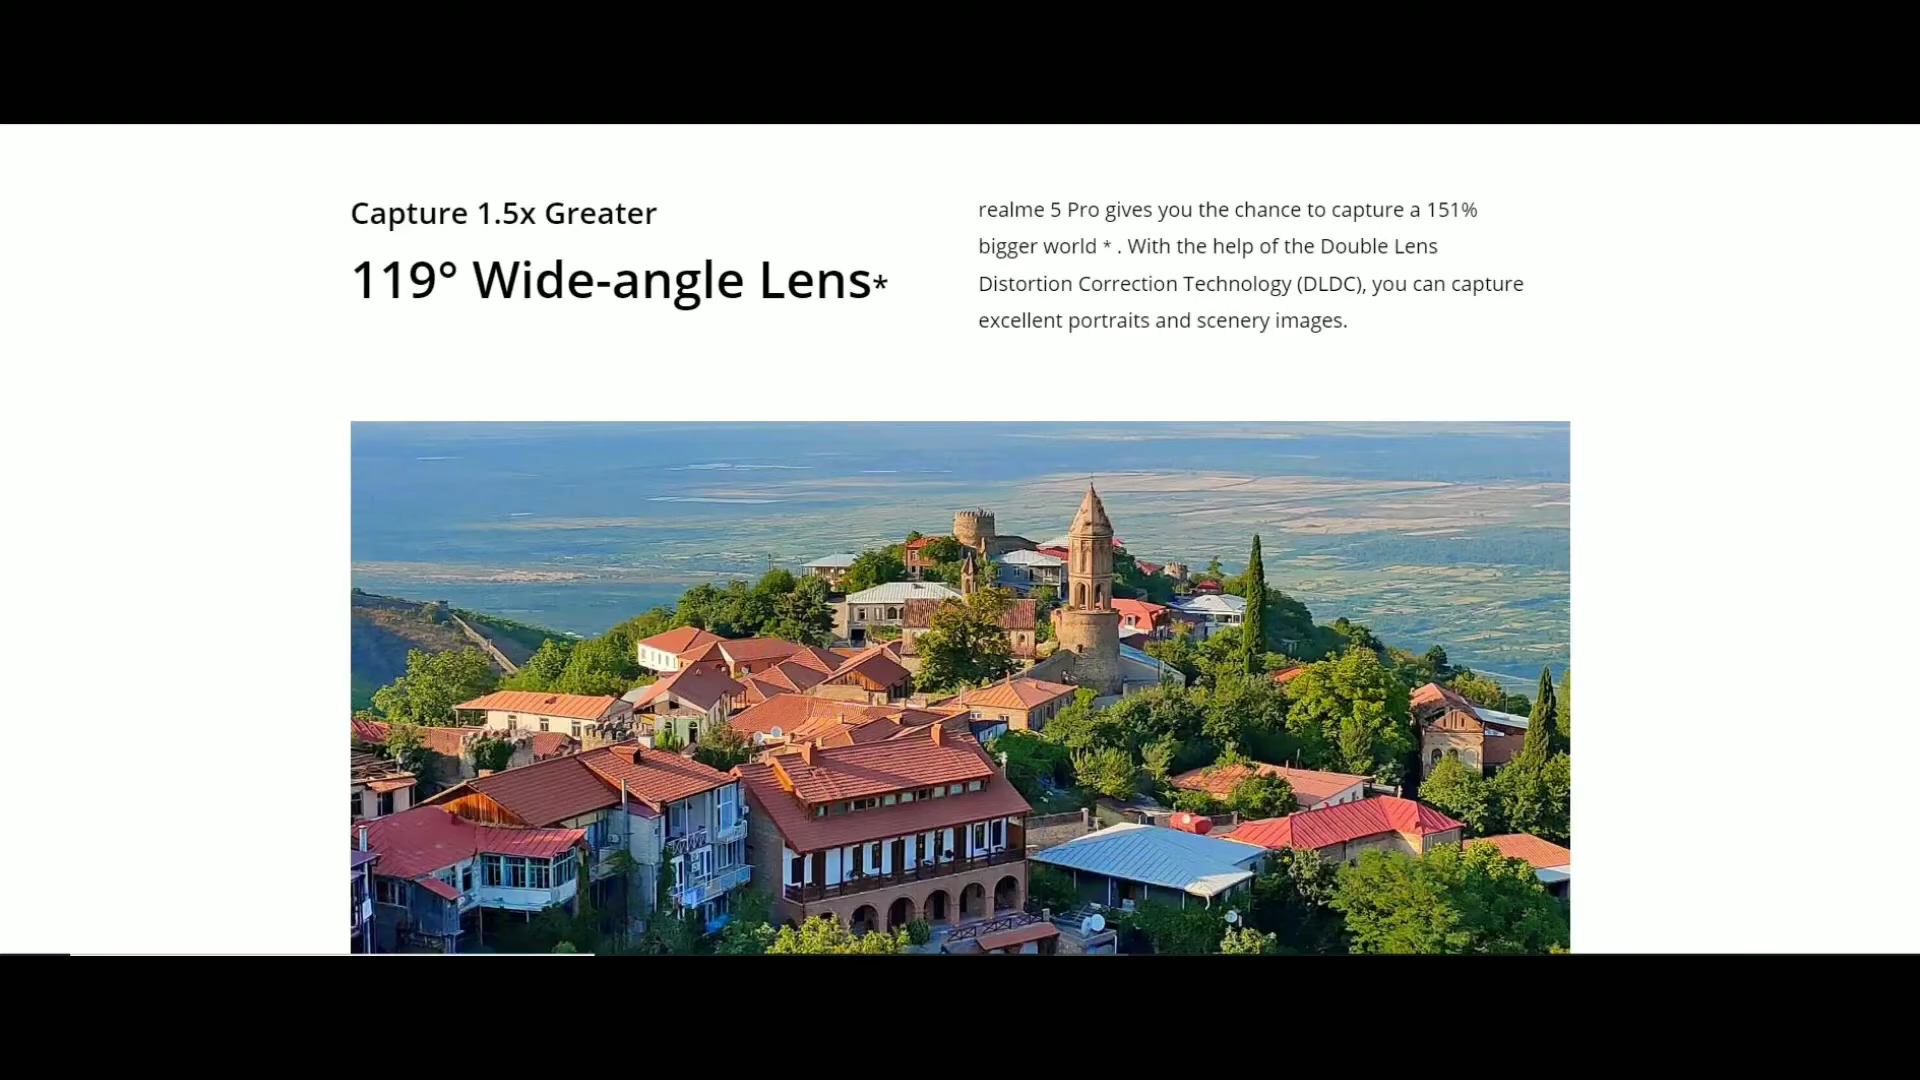 Capture 1.5x Greater
119° Wide-angle Lens*
realme 5 Pro gives you the chance to capture a 151%
bigger world * . With the help of the Double Lens
Distortion Correction Technology (DLDC), you can capture
excellent portraits and scenery images.